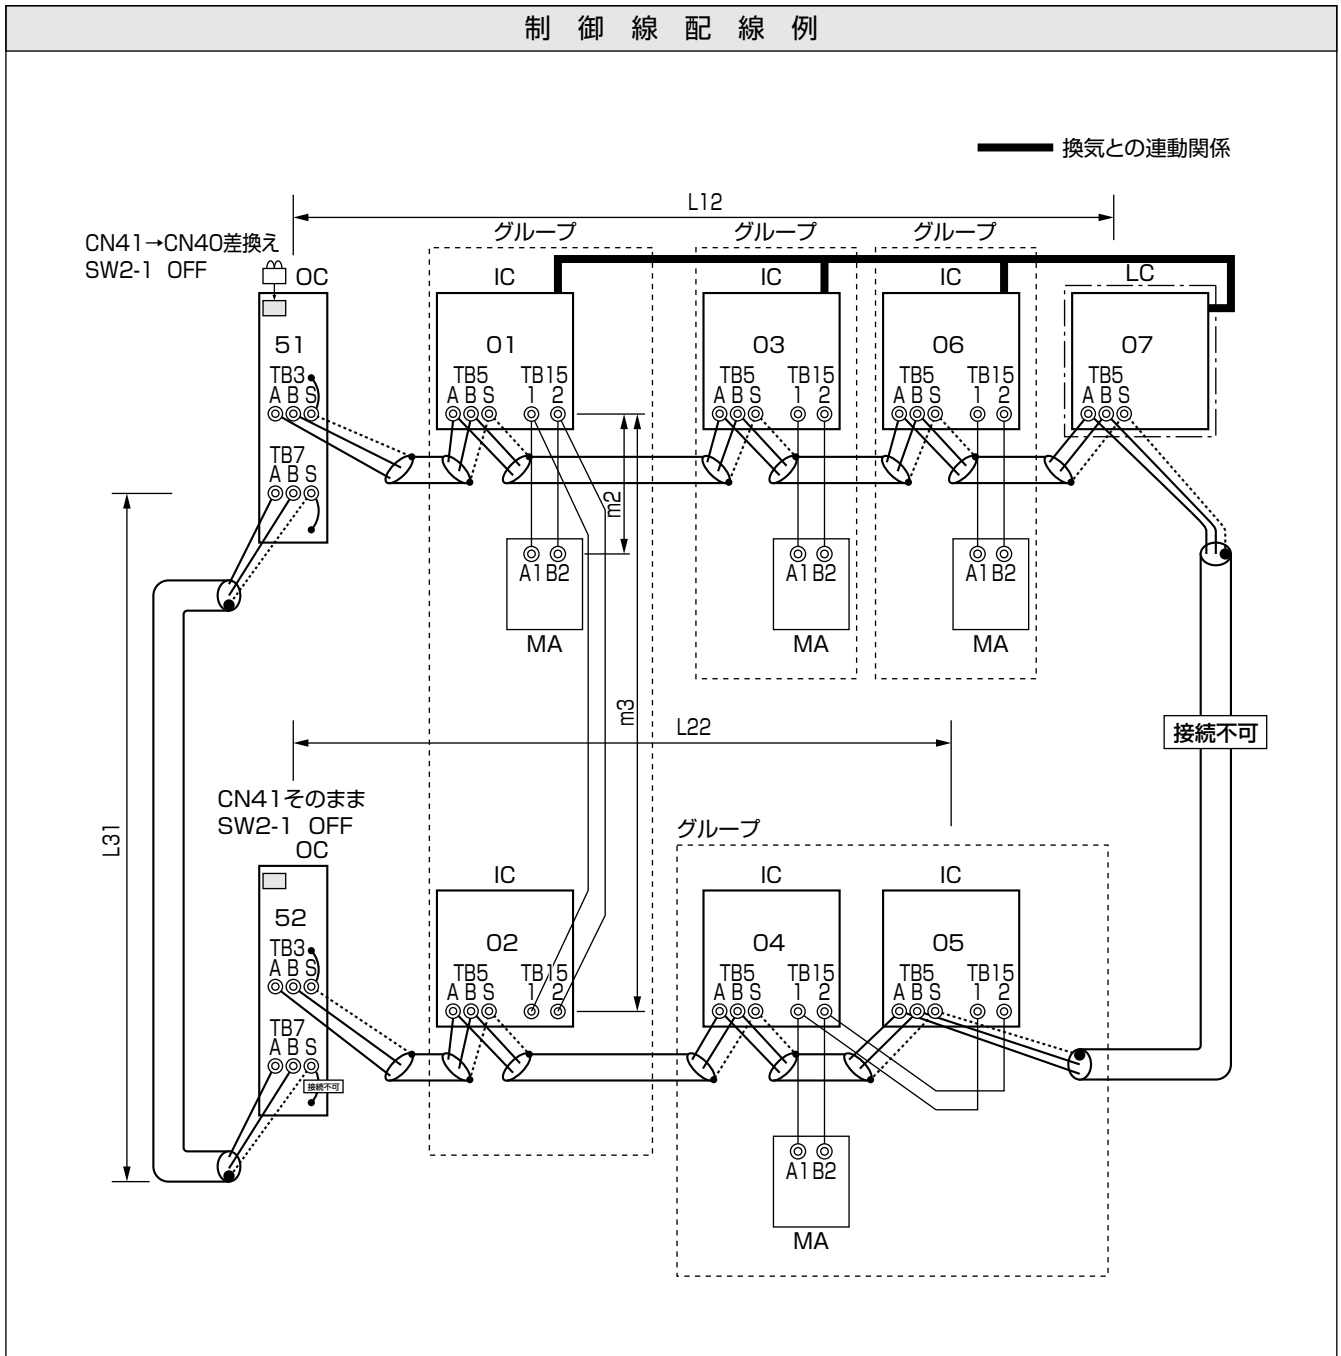 制御線配線例
換気との連動関係
L12
CN41→CN40差換え
SW2-1 OFF
グループ
グループ
グループ
OC
IC
IC
IC
LC
51
01
03
06
07
TB3
A B S
TB5
A B S
TB15
1 2
TB5
A B S
TB15
1 2
TB5
A B S
TB15
1 2
TB5
A B S
TB7
A B S
m2
A1 B2
MA
A1 B2
MA
A1 B2
MA
m3
L22
接続不可
CN41そのまま
SW2-1 OFF
L31
グループ
OC
IC
IC
IC
52
02
04
05
TB3
A B S
TB5
A B S
TB15
1 2
TB5
A B S
TB15
1 2
TB5
A B S
TB15
1 2
TB7
A B S
接続不可
A1 B2
MA